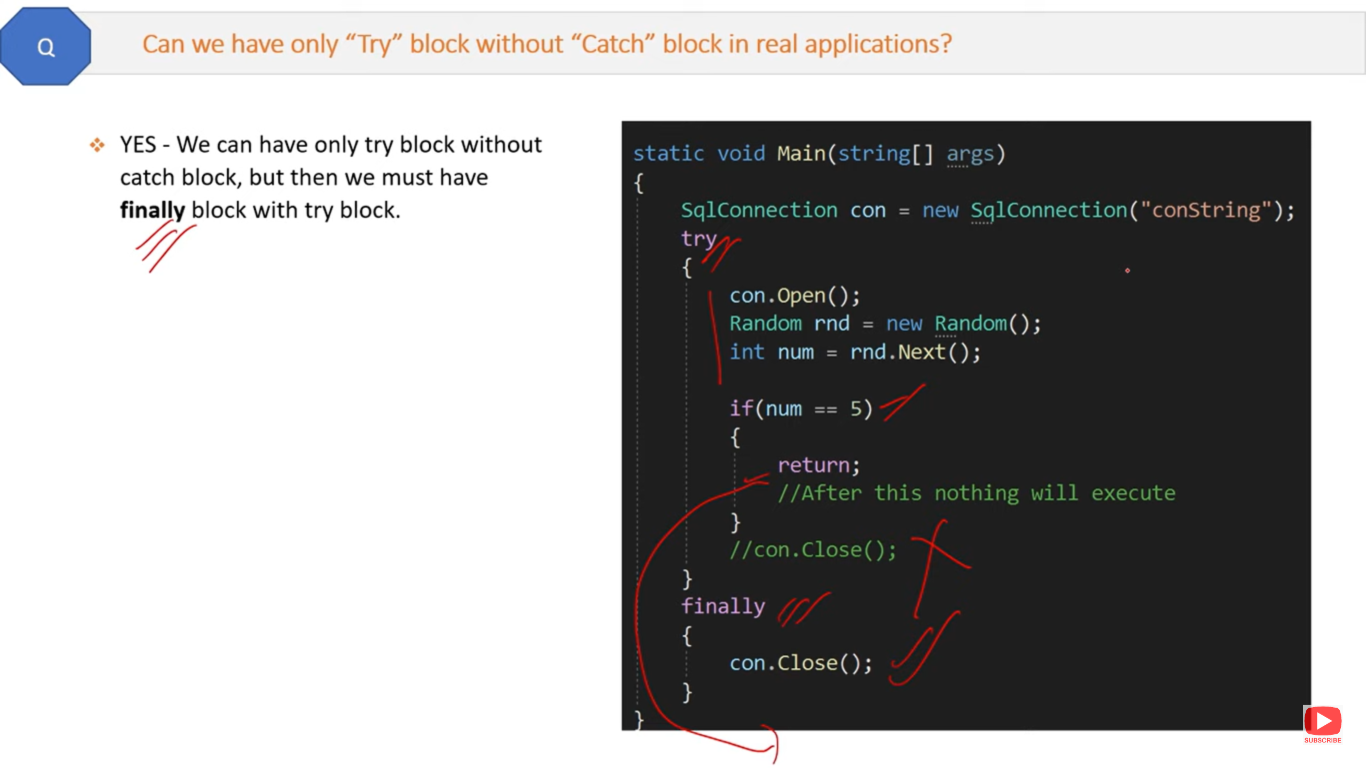 Q
Can we have only “Try” block without “Catch” block in real applications?
YES - We can have only try block without
catch block, but then we must have
finally block with try block.
static void Main(string[] args)
{
SqlConnection con = new SqlConnection("conString");
try
{
con.Open();
Random rnd = new Random();
int num = rnd.Next();
if(num == 5)
{
return;
//After this nothing will execute
}
//con.Close();
}
finally
{
con.Close();
}
}
SUBSCRIBE